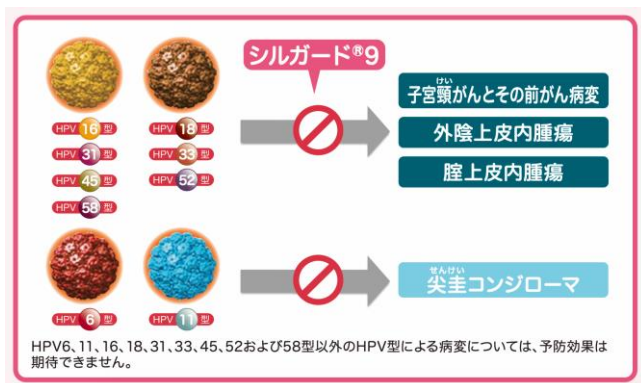 シルガード®9
HPV 16 型
HPV 18 型
HPV 31 型
HPV 33 型
HPV 45 型
HPV 52 型
HPV 58 型
けい
子宮頸がんとその前がん病変
外陰上皮内腫瘍
腟上皮内腫瘍
HPV 6 型
HPV 11 型
せんけい
尖圭コンジローマ
HPV6、11、16、18、31、33、45、52および58型以外のHPV型による病変については、予防効果は
期待できません。